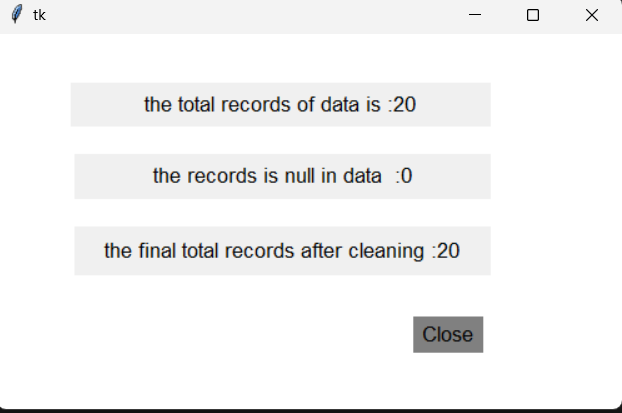 tk
the total records of data is :20
the records is null in data  :0
the final total records after cleaning :20
Close